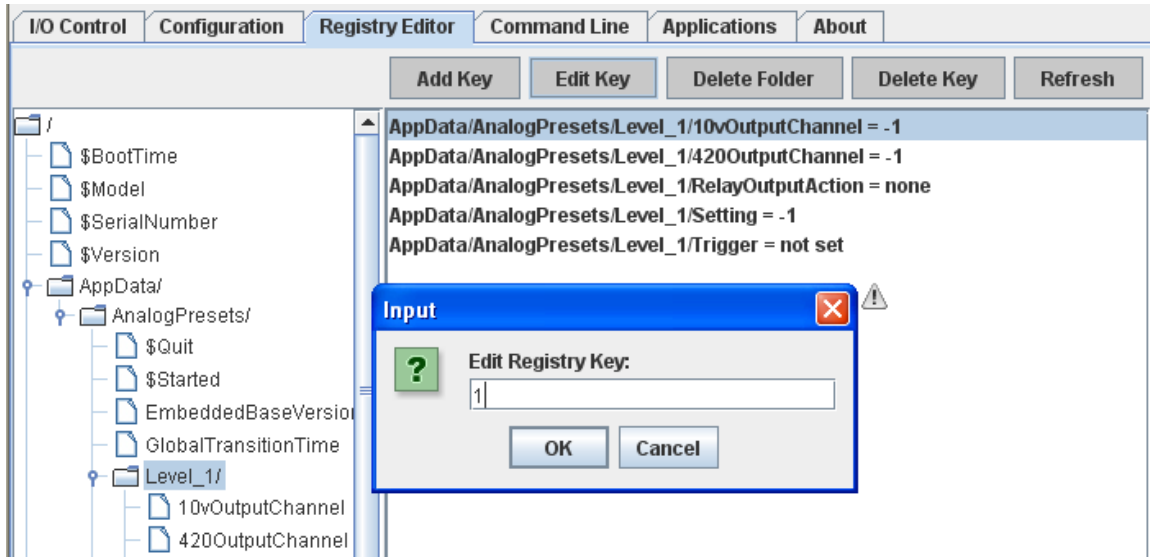 I/O Control Configuration Registry Editor Command Line Applications About
Add Key Edit Key Delete Folder Delete Key Refresh
/
$BootTime
$Model
$SerialNumber
$Version
AppData/
AnalogPresets/
$Quit
$Started
EmbeddedBaseVersion
GlobalTransitionTime
Level_1/
10vOutputChannel
420OutputChannel
AppData/AnalogPresets/Level_1/10vOutputChannel = -1
AppData/AnalogPresets/Level_1/420OutputChannel = -1
AppData/AnalogPresets/Level_1/RelayOutputAction = none
AppData/AnalogPresets/Level_1/Setting = -1
AppData/AnalogPresets/Level_1/Trigger = not set
Input
?
Edit Registry Key:
1
OK Cancel